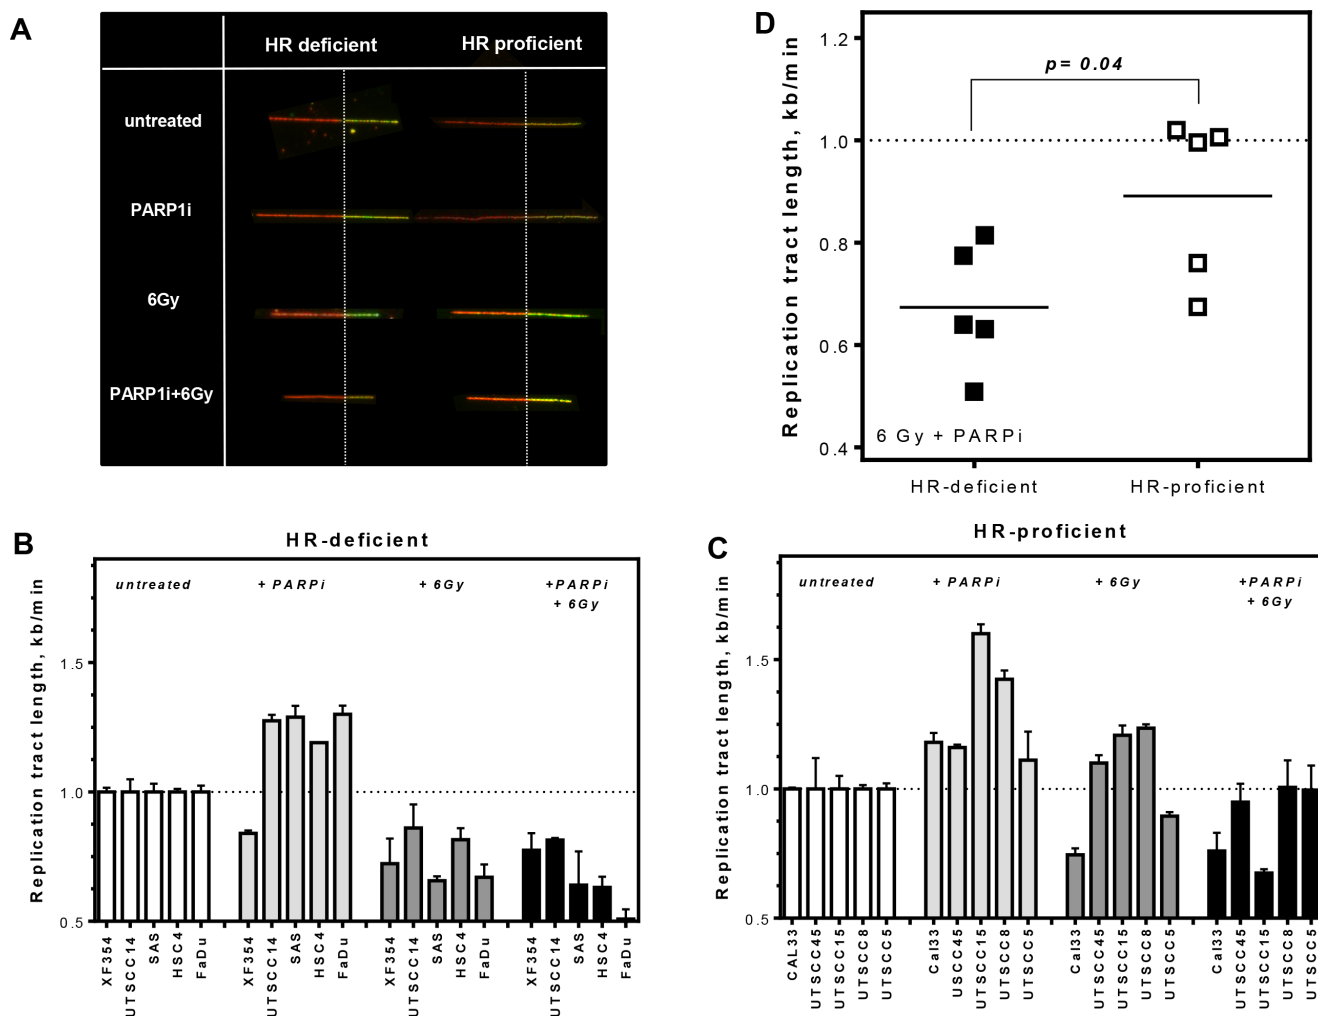 A
HR deficient
HR proficient
untreated
PARP1i
6Gy
PARP1i+6Gy
D
Replication tract length, kb/min
1.2
1.0
0.8
0.6
0.4
p= 0.04
6 Gy + PARPi
HR-deficient
HR-proficient
B
HR-deficient
Replication tract length, kb/min
1.5
1.0
0.5
untreated
+ PARPi
+ 6Gy
+PARPi
+ 6Gy
XF354
UTSCC14
SAS
HSC4
FaDu
XF354
UTSCC14
SAS
HSC4
FaDu
XF354
UTSCC14
SAS
HSC4
FaDu
XF354
UTSCC14
SAS
HSC4
FaDu
C
HR-proficient
Replication tract length, kb/min
1.5
1.0
0.5
untreated
+ PARPi
+ 6Gy
+PARPi
+ 6Gy
CAL33
UTSCC45
UTSCC15
UTSCC8
UTSCC5
Cal33
USCC45
UTSCC15
UTSCC8
UTSCC5
Cal33
UTSCC45
UTSCC15
UTSCC8
UTSCC5
Cal33
UTSCC45
UTSCC15
UTSCC8
UTSCC5